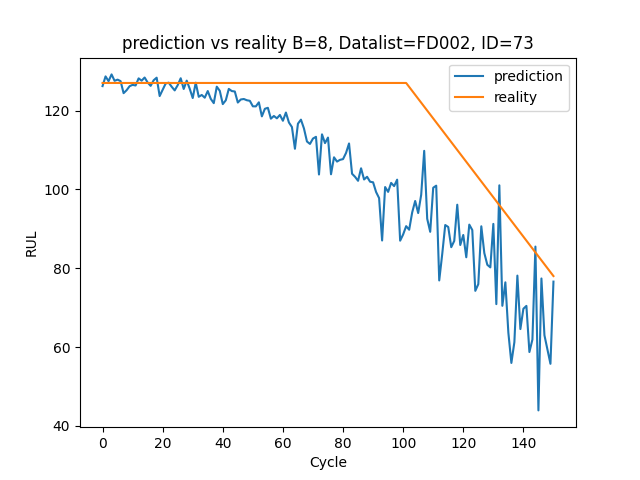 prediction vs reality B=8, Datalist=FD002, ID=73
prediction
reality
120
100
80
60
40
RUL
0 20 40 60 80 100 120 140
Cycle